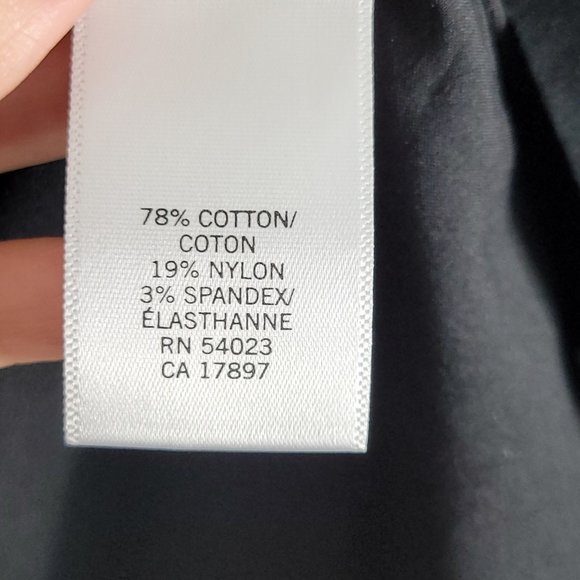 78% COTTON/
COTON
19% NYLON
3% SPANDEX/
ÉLASTHANNE
RN 54023
CA 17897